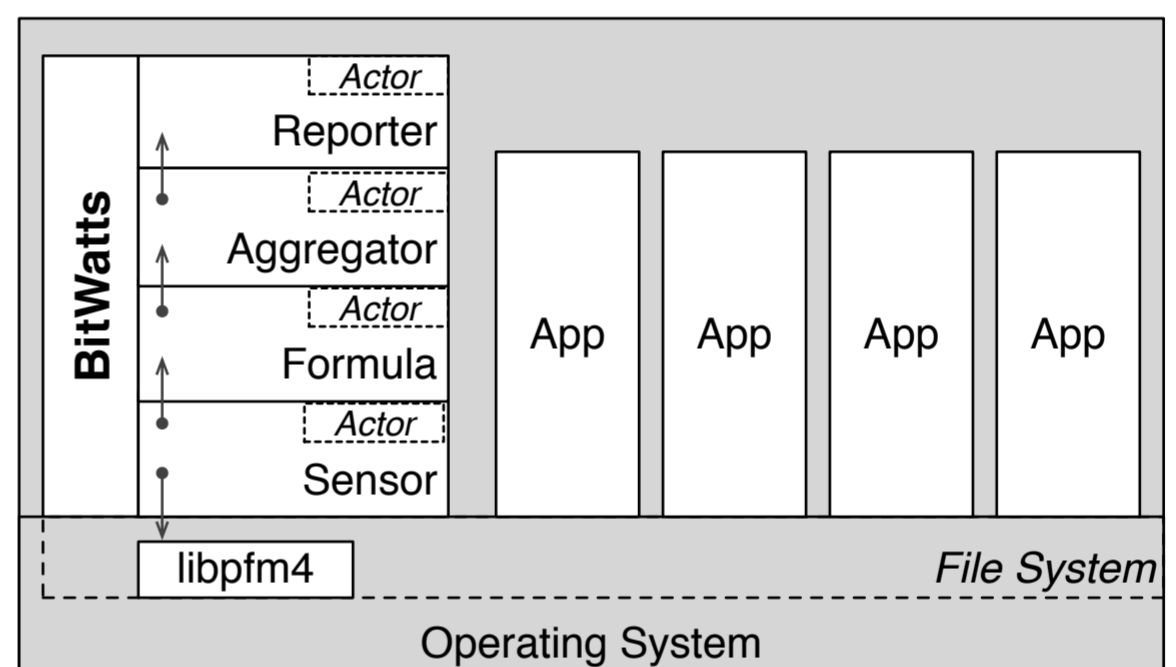 BitWatts
Actor
Reporter
Actor
Aggregator
Actor
Formula
Actor
Sensor
App
App
App
App
libpfm4
File System
Operating System